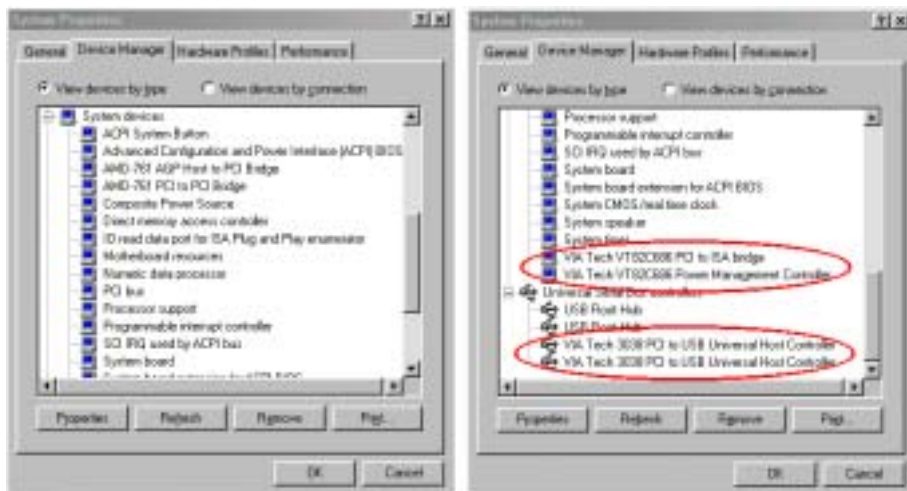 System Properties
General Device Manager Hardware Profiles Performance
View devices by type View devices by connection
System devices
ACPI System Button
Advanced Configuration and Power Interface (ACPI) BIOS
AMD-761 AGP Host to PCI Bridge
AMD-761 PCI to PCI Bridge
Composite Power Source
Direct memory access controller
IO read data port for ISA Plug and Play enumerator
Motherboard resources
Numeric data processor
PCI bus
Processor support
Programmable interrupt controller
SCI IRQ used by ACPI bus
System board
System board extension for ACPI BIOS
Properties Refresh Remove Print...
OK Cancel
System Properties
General Device Manager Hardware Profiles Performance
View devices by type View devices by connection
Processor support
Programmable interrupt controller
SCI IRQ used by ACPI bus
System board
System board extension for ACPI BIOS
System CMOS/real time clock
System speaker
System timer
VIA Tech VT82C686 PCI to ISA bridge
VIA Tech VT82C686 Power Management Controller
Universal Serial Bus controllers
USB Root Hub
USB Root Hub
VIA Tech 3038 PCI to USB Universal Host Controller
VIA Tech 3038 PCI to USB Universal Host Controller
Properties Refresh Remove Print...
OK Cancel